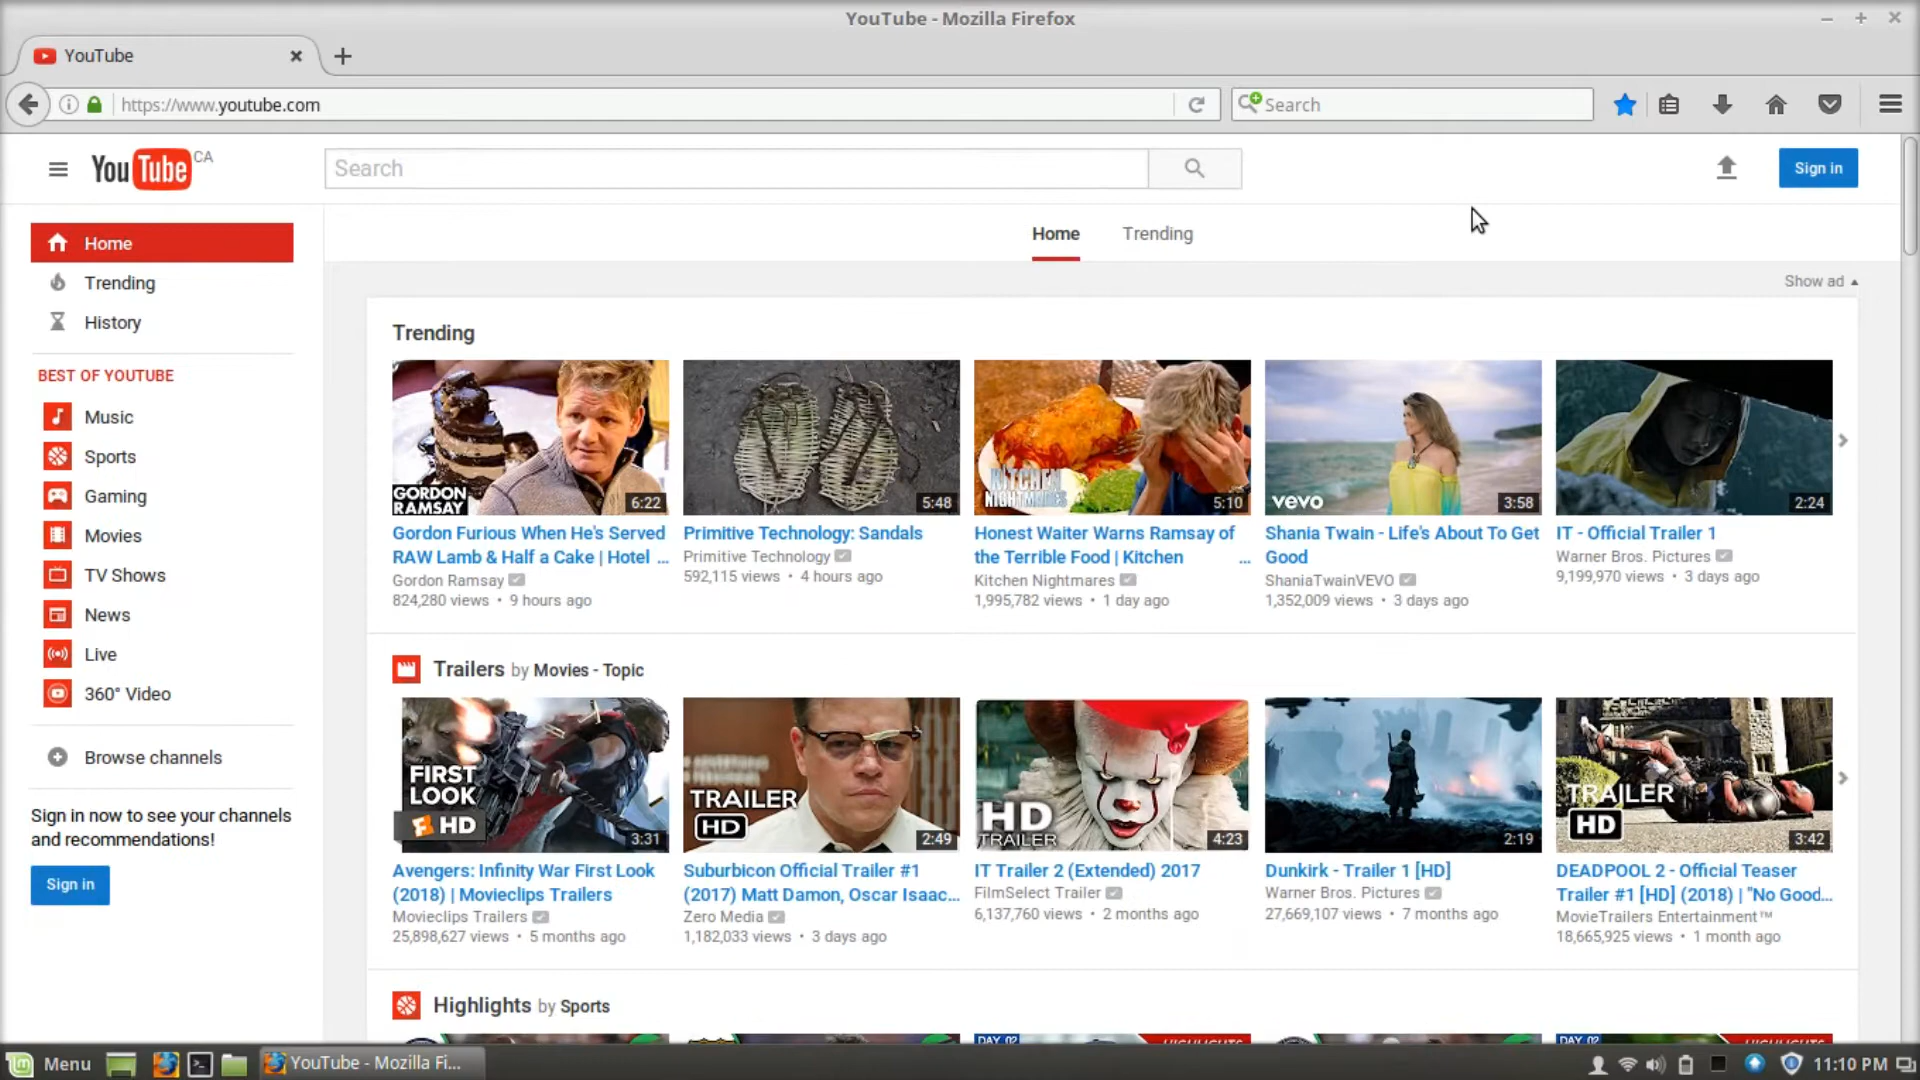 YouTube - Mozilla Firefox
YouTube
https://www.youtube.com
Search
YouTube CA
Search
Sign in
Home
Trending
History
BEST OF YOUTUBE
Music
Sports
Gaming
Movies
TV Shows
News
Live
360° Video
Browse channels
Sign in now to see your channels
and recommendations!
Sign in
Home
Trending
Show ad
Trending
GORDON
RAMSAY
6:22
Gordon Furious When He's Served
RAW Lamb & Half a Cake | Hotel ...
Gordon Ramsay
824,280 views • 9 hours ago
5:48
Primitive Technology: Sandals
Primitive Technology
592,115 views • 4 hours ago
KITCHEN
NIGHTMARES
5:10
Honest Waiter Warns Ramsay of
the Terrible Food | Kitchen ...
Kitchen Nightmares
1,995,782 views • 1 day ago
vevo
3:58
Shania Twain - Life's About To Get
Good
ShaniaTwainVEVO
1,352,009 views • 3 days ago
2:24
IT - Official Trailer 1
Warner Bros. Pictures
9,199,970 views • 3 days ago
Trailers by Movies - Topic
FIRST
LOOK
HD
3:31
Avengers: Infinity War First Look
(2018) | Movieclips Trailers
Movieclips Trailers
25,898,627 views • 5 months ago
TRAILER
HD
2:49
Suburbicon Official Trailer #1
(2017) Matt Damon, Oscar Isaac...
Zero Media
1,182,033 views • 3 days ago
HD
TRAILER
4:23
IT Trailer 2 (Extended) 2017
FilmSelect Trailer
6,137,760 views • 2 months ago
2:19
Dunkirk - Trailer 1 [HD]
Warner Bros. Pictures
27,669,107 views • 7 months ago
TRAILER
HD
3:42
DEADPOOL 2 - Official Teaser
Trailer #1 [HD] (2018) | "No Good...
MovieTrailers Entertainment™
18,665,925 views • 1 month ago
Highlights by Sports
DAY 02
HIGHLIGHTS
DAY 02
HIGHLIGHTS
Menu
YouTube - Mozilla Fi...
11:10 PM